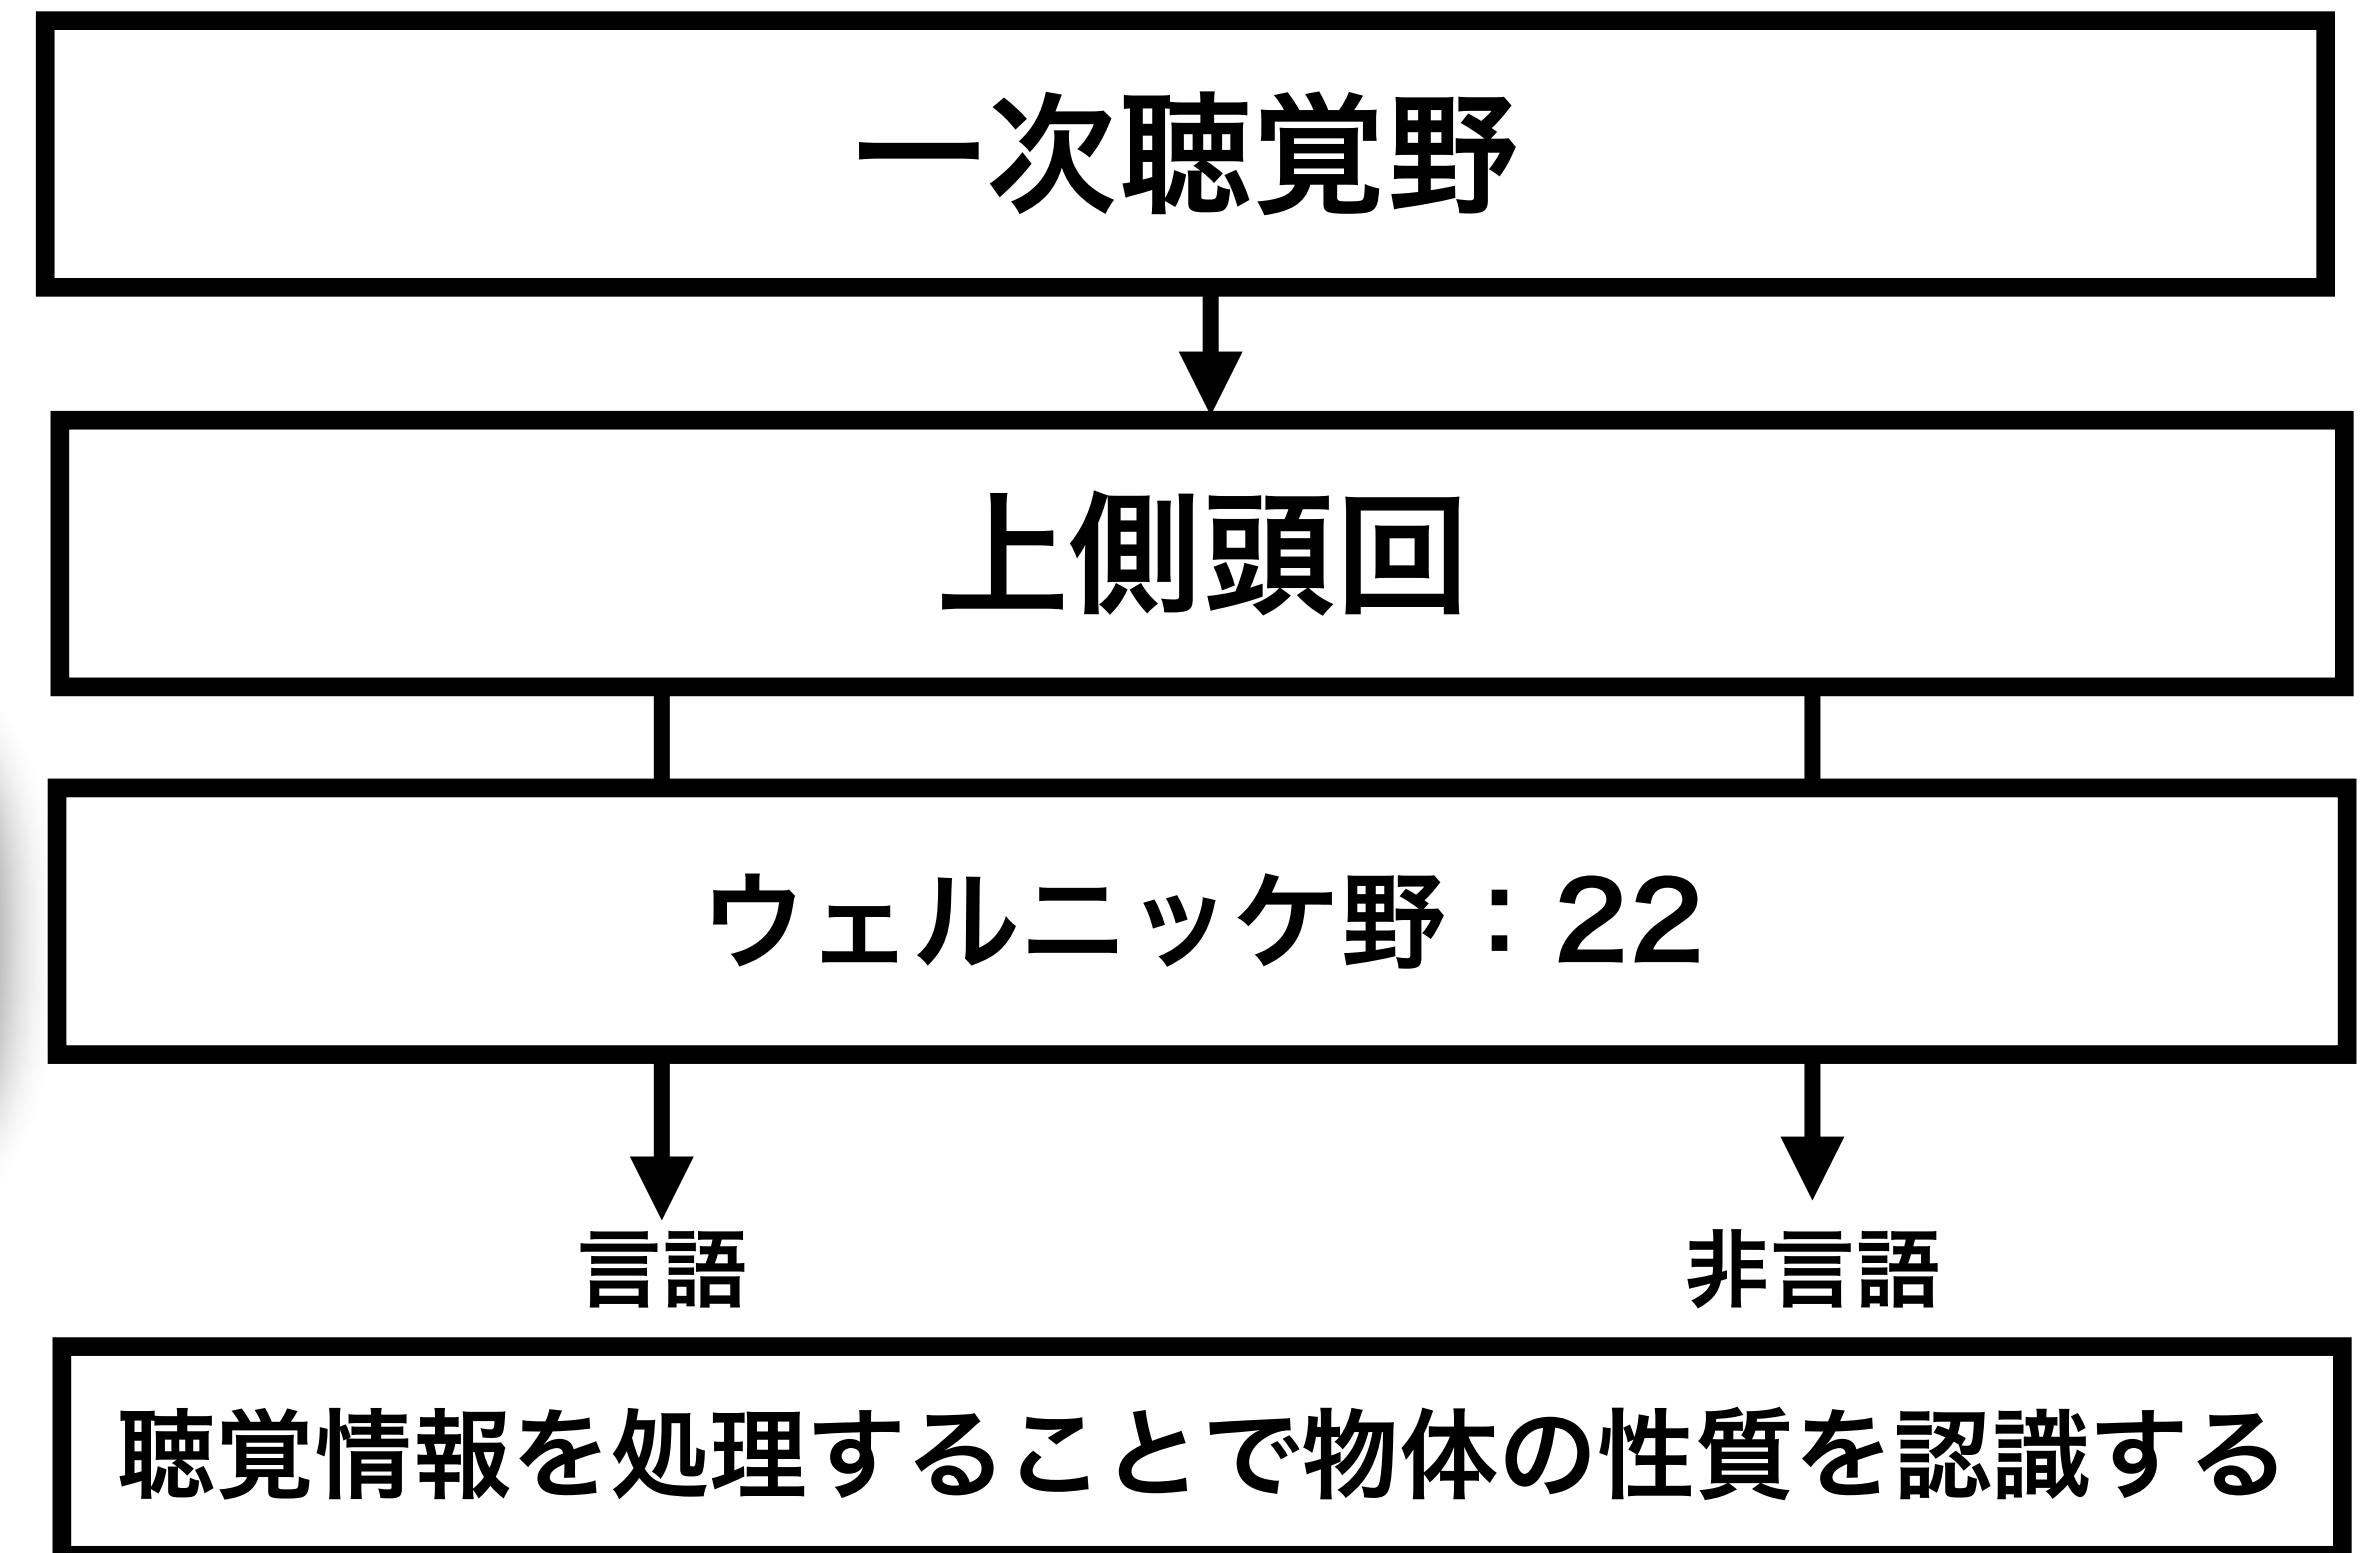 一次聴覚野
上側頭回
ウェルニッケ野：22
言語
非言語
聴覚情報を処理することで物体の性質を認識する